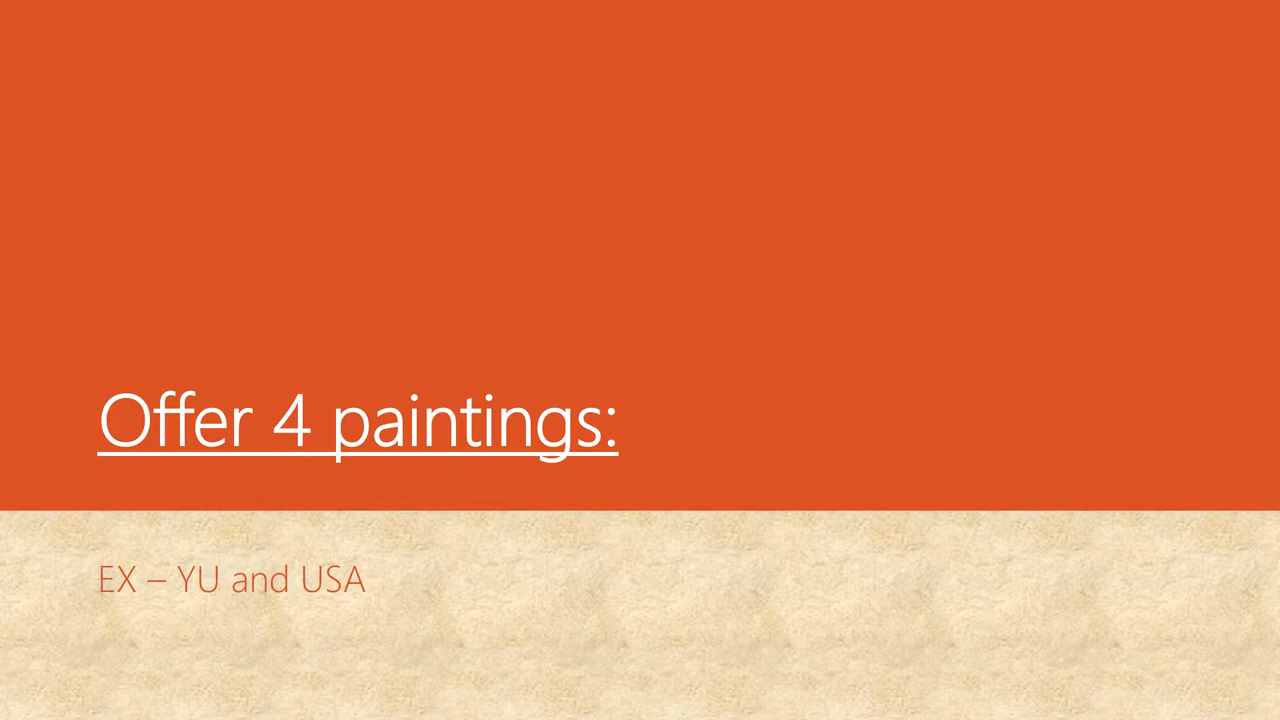 Offer 4 paintings:
EX – YU and USA